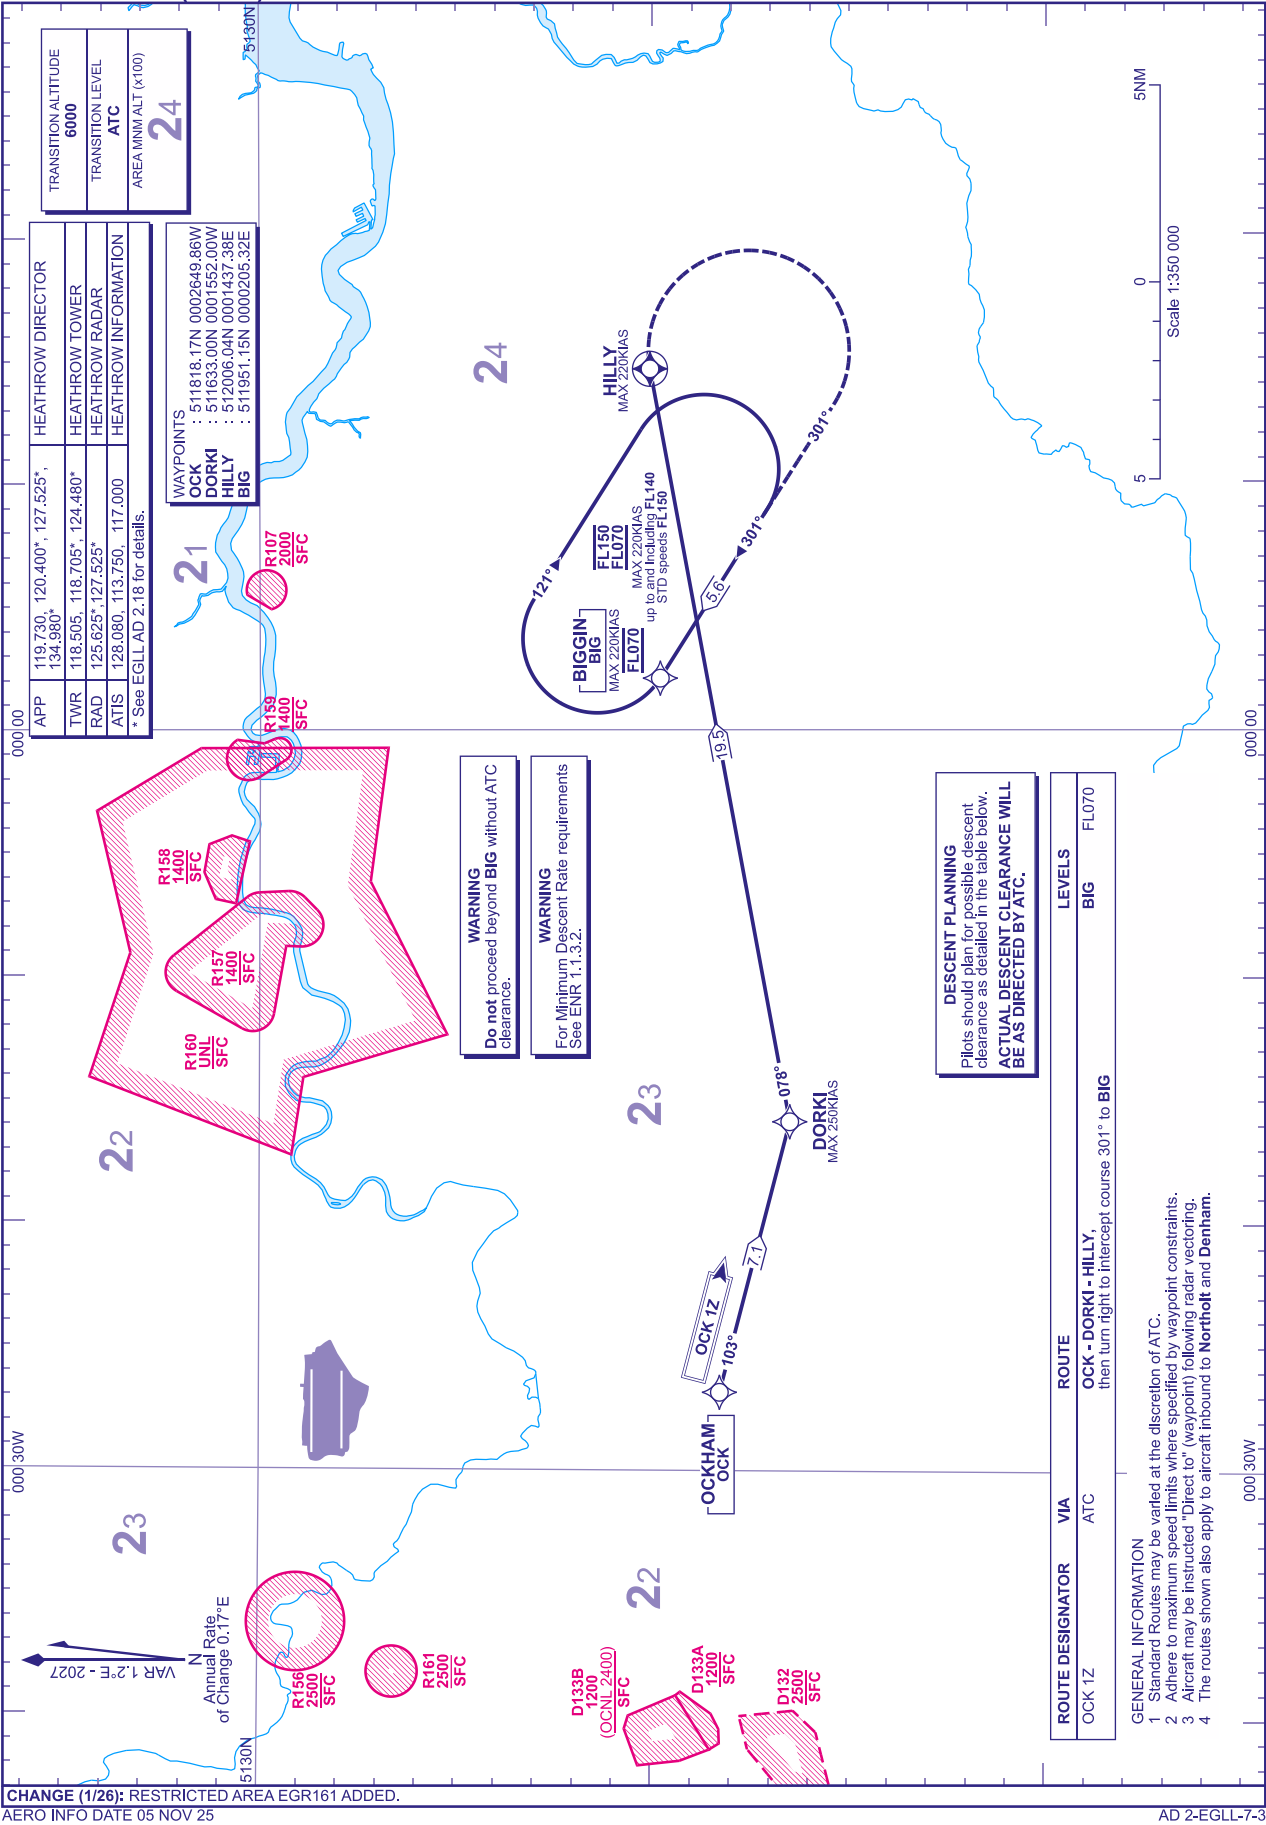 TRANSITION ALTITUDE
6000
TRANSITION LEVEL
ATC
AREA MNM ALT (x100)
24
APP 119.730, 120.400*, 127.525*, HEATHROW DIRECTOR
134.980*
TWR 118.505, 118.705*, 124.480* HEATHROW TOWER
RAD 125.625*, 127.525* HEATHROW RADAR
ATIS 128.080, 113.750, 117.000 HEATHROW INFORMATION
* See EGLL AD 2.18 for details.
WAYPOINTS
OCK : 511818.17N 0002649.86W
DORKI : 511633.00N 0001552.00W
HILLY : 512006.04N 0001437.38E
BIG : 511951.15N 0000205.32E
000 30W
000 00
5130N
5130N
VAR 1.2°E - 2027
N
Annual Rate
of Change 0.17°E
23
22
21
24
22
23
R156
2500
SFC
R161
2500
SFC
R160
UNL
SFC
R157
1400
SFC
R158
1400
SFC
R159
1400
SFC
R107
2000
SFC
D133B
1200
(OCNL 2400)
SFC
D133A
1200
SFC
D132
2500
SFC
WARNING
Do not proceed beyond BIG without ATC
clearance.
WARNING
For Minimum Descent Rate requirements
See ENR 1.1.3.2.
OCKHAM
OCK
OCK 1Z
103°
7.1
DORKI
MAX 250KIAS
078°
19.5
BIGGIN
BIG
MAX 220KIAS
FL070
121°
FL150
FL070
MAX 220KIAS
up to and Including FL140
STD speeds FL150
5.6
301°
301°
HILLY
MAX 220KIAS
5 0 5NM
Scale 1:350 000
DESCENT PLANNING
Pilots should plan for possible descent
clearance as detailed in the table below.
ACTUAL DESCENT CLEARANCE WILL
BE AS DIRECTED BY ATC.
ROUTE DESIGNATOR VIA ROUTE LEVELS
OCK 1Z ATC OCK - DORKI - HILLY, BIG FL070
then turn right to intercept course 301° to BIG
GENERAL INFORMATION
1 Standard Routes may be varied at the discretion of ATC.
2 Adhere to maximum speed limits where specified by waypoint constraints.
3 Aircraft may be instructed "Direct to" (waypoint) following radar vectoring.
4 The routes shown also apply to aircraft inbound to Northolt and Denham.
000 30W
000 00
CHANGE (1/26): RESTRICTED AREA EGR161 ADDED.
AERO INFO DATE 05 NOV 25
AD 2-EGLL-7-3